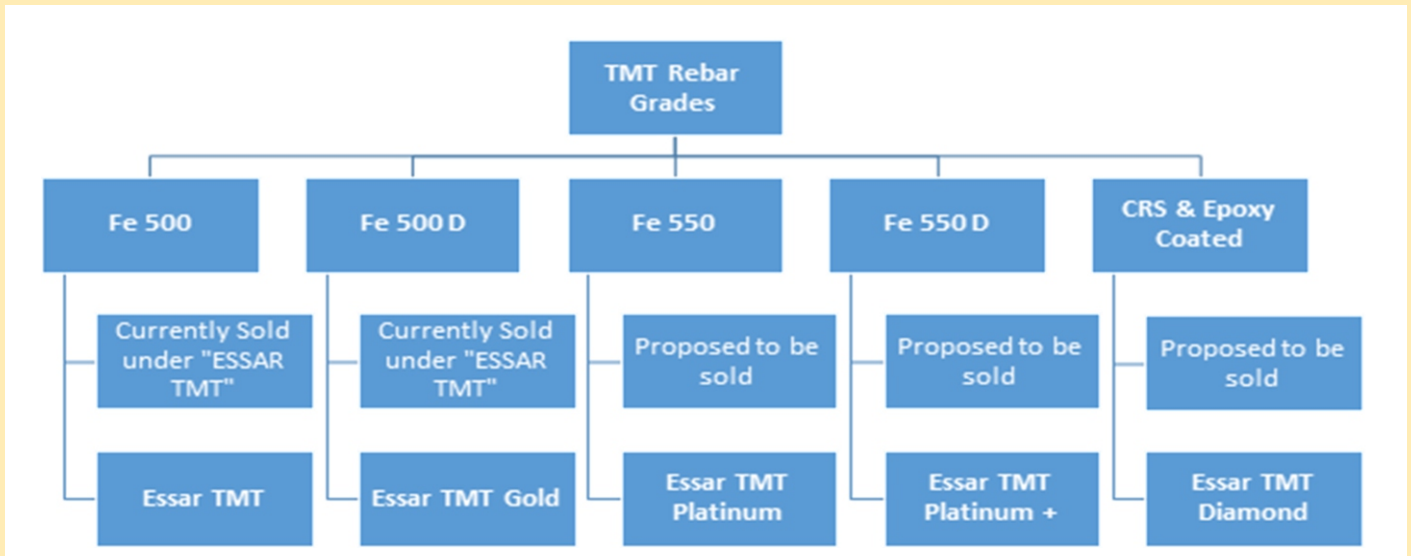 TMT Rebar
Grades
Fe 500
Fe 500 D
Fe 550
Fe 550 D
CRS & Epoxy
Coated
Currently Sold
under "ESSAR
TMT"
Currently Sold
under "ESSAR
TMT"
Proposed to be
sold
Proposed to be
sold
Proposed to be
sold
Essar TMT
Essar TMT Gold
Essar TMT
Platinum
Essar TMT
Platinum +
Essar TMT
Diamond